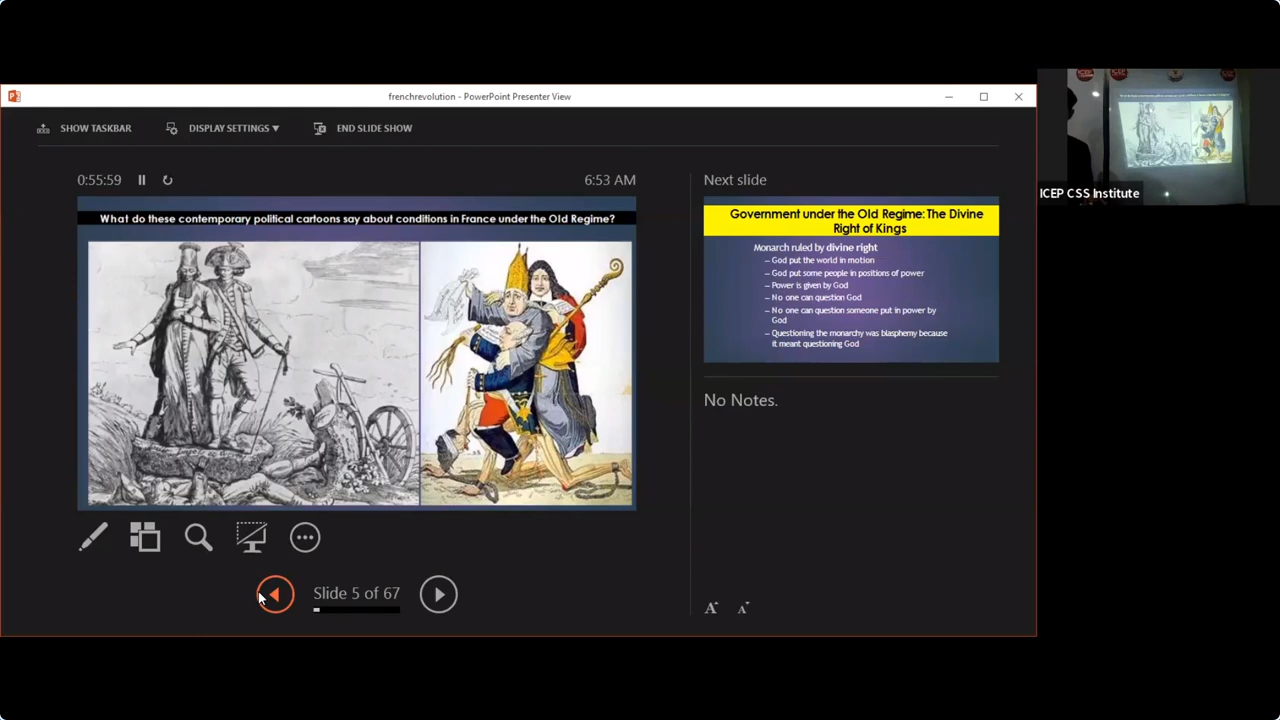 frenchrevolution - PowerPoint Presenter View
SHOW TASKBAR
DISPLAY SETTINGS ▼
END SLIDE SHOW
0:55:59
6:53 AM
What do these contemporary political cartoons say about conditions in France under the Old Regime?
Slide 5 of 67
Next slide
Government under the Old Regime: The Divine
Right of Kings
Monarch ruled by divine right
– God put the world in motion
– God put some people in positions of power
– Power is given by God
– No one can question God
– No one can question someone put in power by
God
– Questioning the monarchy was blasphemy because
it meant questioning God
No Notes.
A A
ICEP CSS Institute